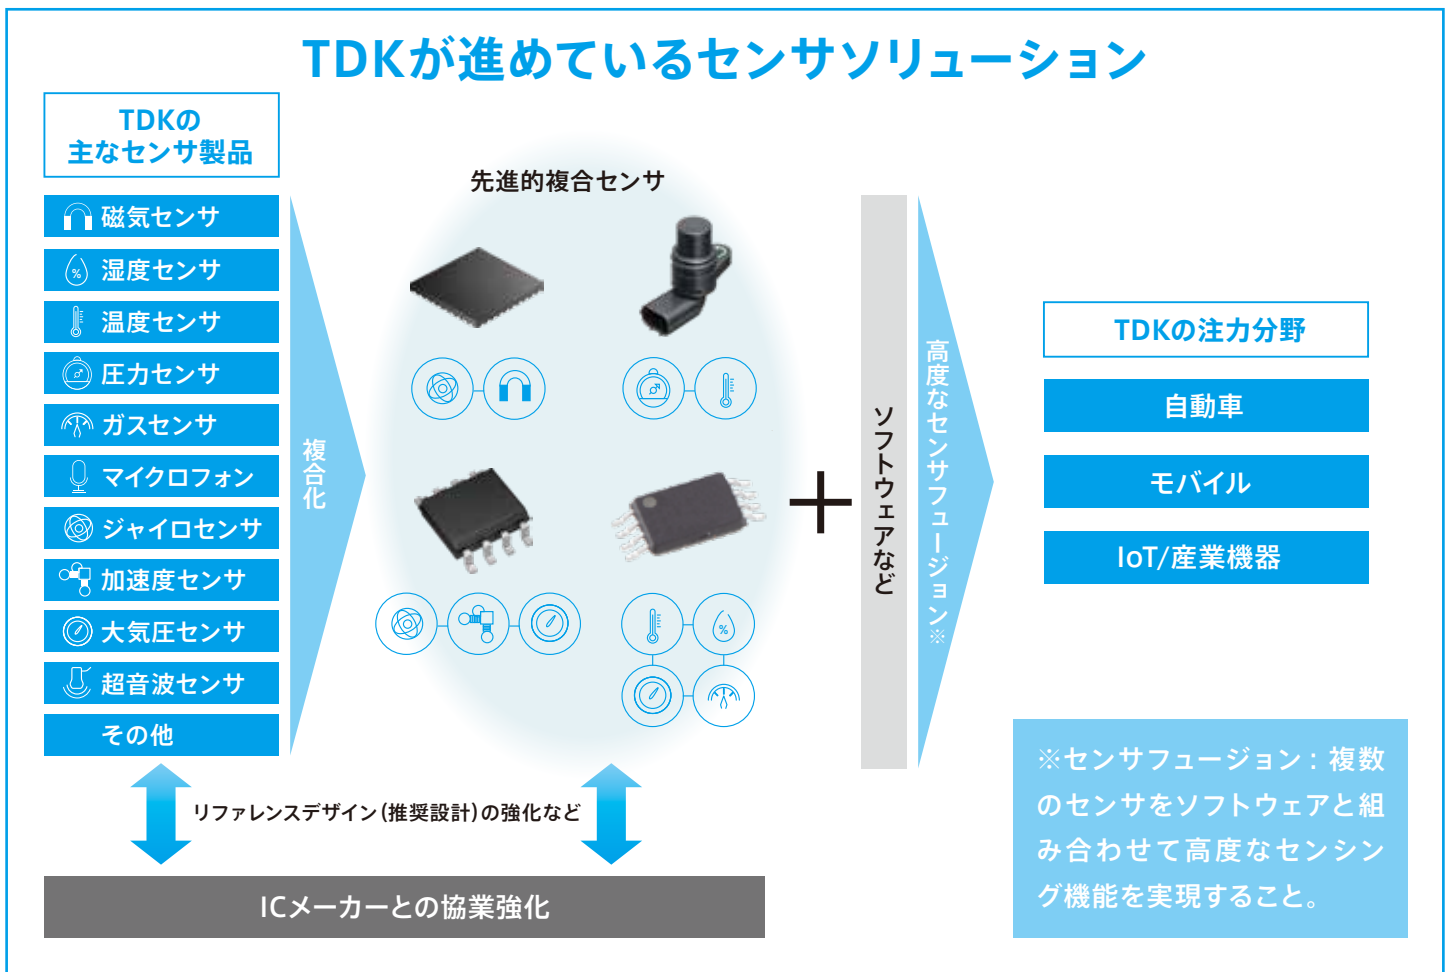 TDKが進めているセンサソリューション
TDKの
主なセンサ製品
磁気センサ
%
湿度センサ
温度センサ
圧力センサ
ガスセンサ
マイクロフォン
ジャイロセンサ
加速度センサ
大気圧センサ
超音波センサ
その他
複合化
先進的複合センサ
%
ソフトウェアなど
高度なセンサフュージョン※
TDKの注力分野
自動車
モバイル
IoT/産業機器
※センサフュージョン：複数
のセンサをソフトウェアと組
み合わせて高度なセンシン
グ機能を実現すること。
リファレンスデザイン(推奨設計)の強化など
ICメーカーとの協業強化